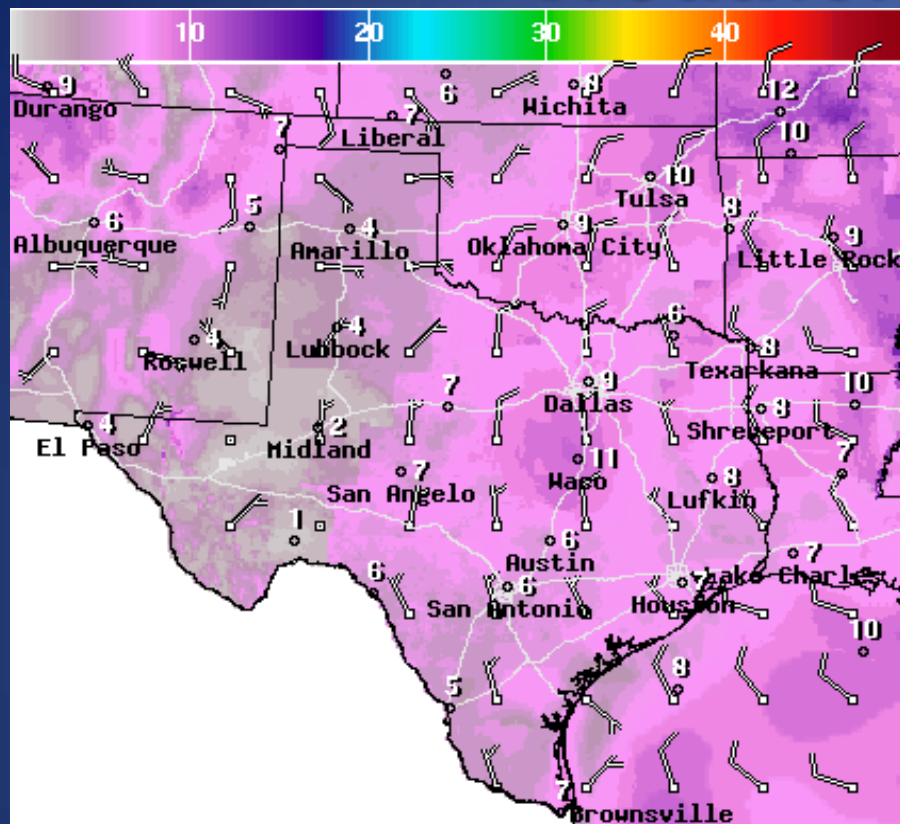 10 20 30 40
9 6 8
Durango Wichita 12
7 7 10
Liberal
10
Tulsa
6 5 4 9 8 9
Albuquerque Amarillo Oklahoma City Little Rock
4 4 6
Roswell Lubbock Texarkana 8
9 10
7 Dallas 8
4 2 Shreveport
El Paso Midland 11 7
7 Waco 8
San Angelo Lufkin
1 6 7
Austin
6 6 7 Lake Charles
San Antonio Houston
10
5 8
7
Brownsville